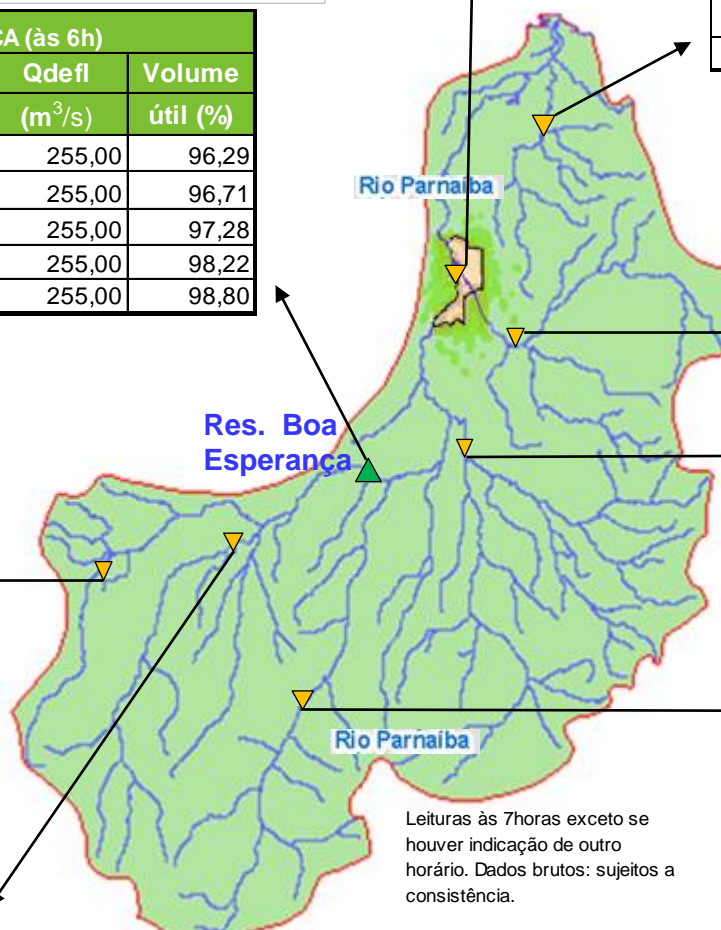 CA (às 6h)
Qdefl Volume
(m³/s) útil (%)
255,00 96,29
255,00 96,71
255,00 97,28
255,00 98,22
255,00 98,80
Rio Parnaíba
Res. Boa
Esperança
Rio Parnaíba
Leituras às 7horas exceto se
houver indicação de outro
horário. Dados brutos: sujeitos a
consistência.